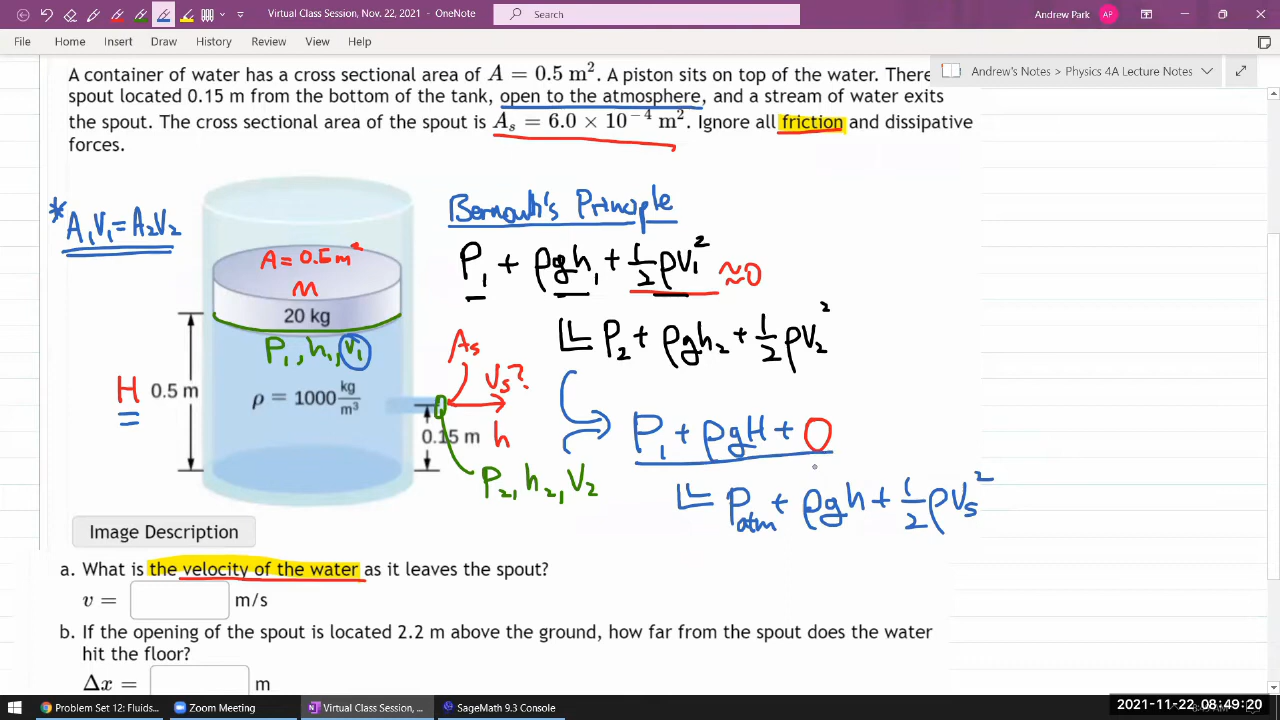 Virtual Class Session, Nov. 22, 2021 - OneNote
Search
Andrew Park
AP
File Home Insert Draw History Review View Help
Andrew's Notes > Physics 4A Lecture Notes
A container of water has a cross sectional area of A = 0.5 m². A piston sits on top of the water. There
spout located 0.15 m from the bottom of the tank, open to the atmosphere, and a stream of water exits
the spout. The cross sectional area of the spout is Aₛ = 6.0 × 10⁻⁴ m². Ignore all friction and dissipative
forces.
* A₁V₁ = A₂V₂
Bernoulli's Principle
A = 0.5 m²
M
20 kg
P₁ + ρgh₁ + 1/2 ρV₁² ≈0
= P₂ + ρgh₂ + 1/2 ρV₂²
P₁, h₁, V₁
As
Vs?
H 0.5 m
ρ = 1000 kg/m³
0.15 m
h
P₁ + ρgH + 0
P₂, h₂, V₂
= Patm + ρgh + 1/2 ρVs²
Image Description
a. What is the velocity of the water as it leaves the spout?
v = m/s
b. If the opening of the spout is located 2.2 m above the ground, how far from the spout does the water
hit the floor?
Δx = m
Problem Set 12: Fluids... Zoom Meeting Virtual Class Session,... SageMath 9.3 Console
2021-11-22 08:49:20